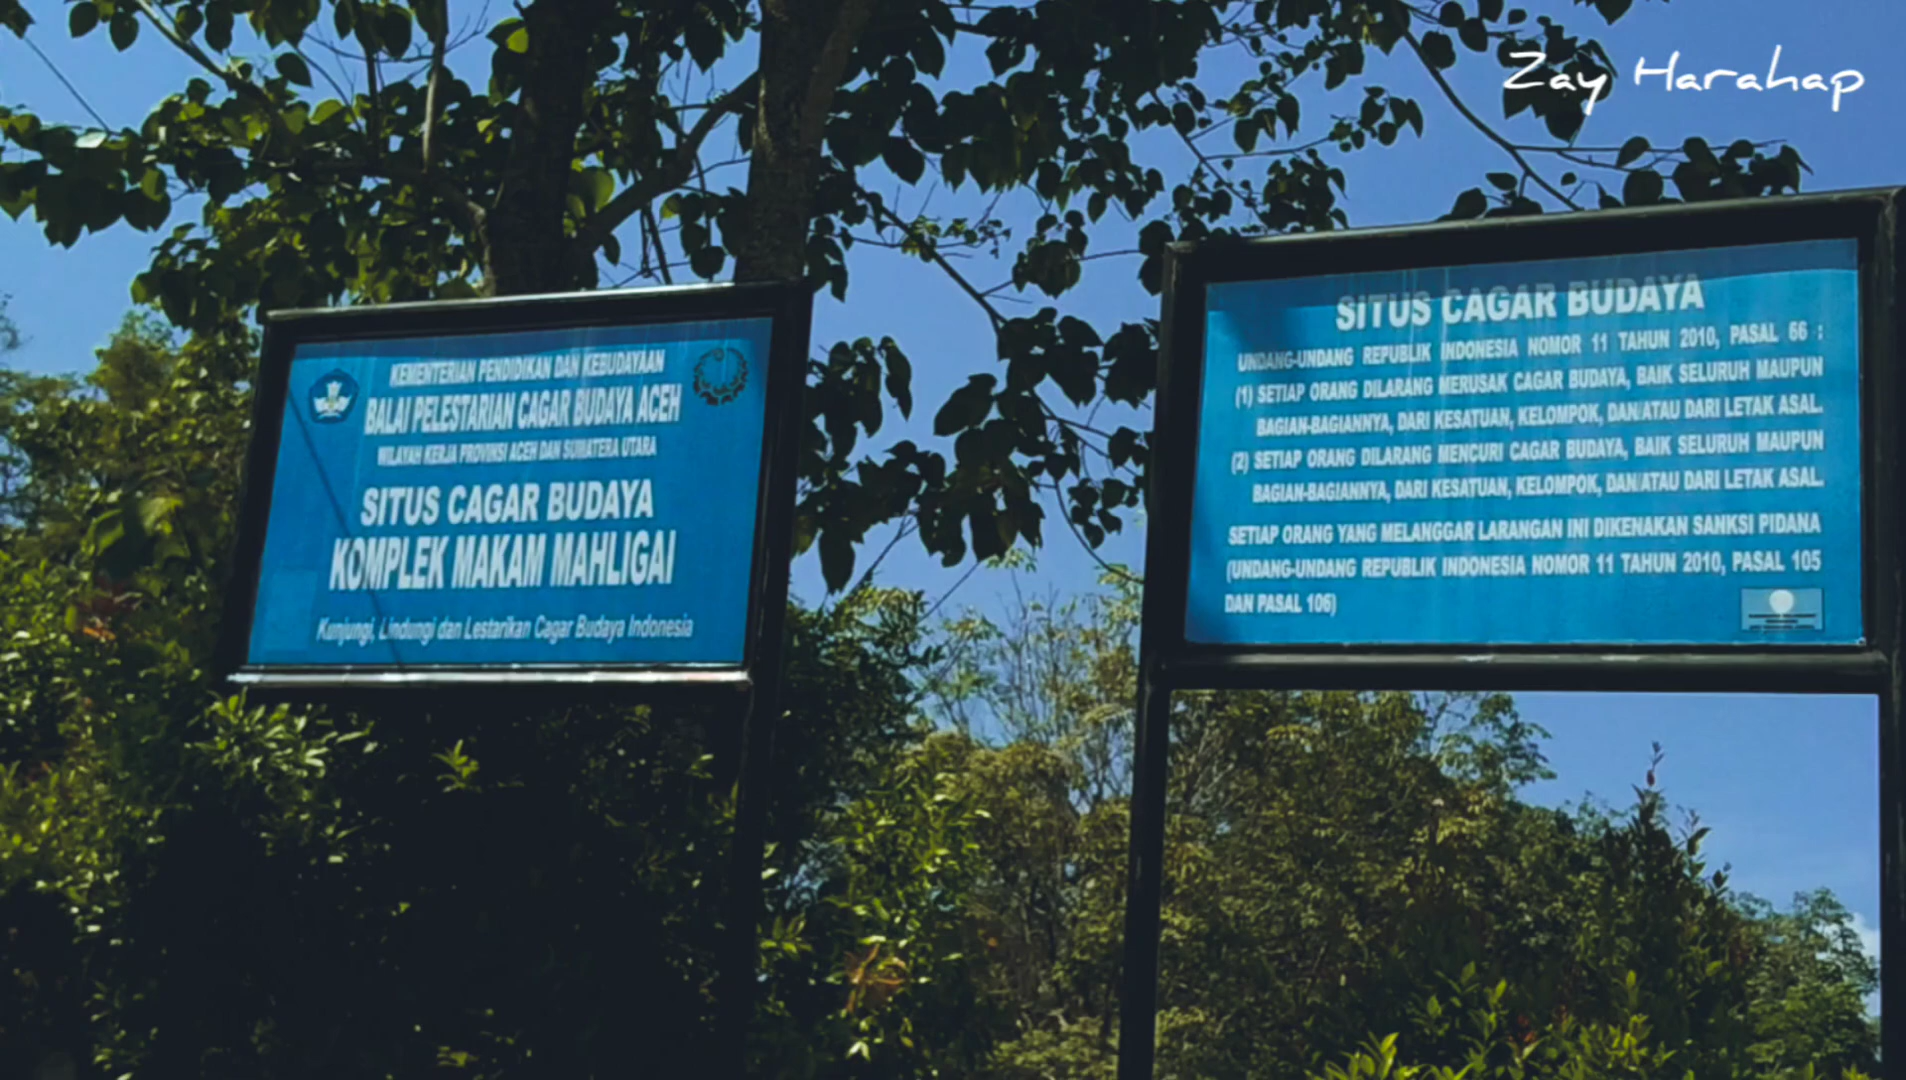 Zay Harahap
KEMENTERIAN PENDIDIKAN DAN KEBUDAYAAN
BALAI PELESTARIAN CAGAR BUDAYA ACEH
WILAYAH KERJA PROVINSI ACEH DAN SUMATERA UTARA
SITUS CAGAR BUDAYA
KOMPLEK MAKAM MAHLIGAI
Kunjungi, Lindungi dan Lestarikan Cagar Budaya Indonesia
SITUS CAGAR BUDAYA
UNDANG-UNDANG REPUBLIK INDONESIA NOMOR 11 TAHUN 2010, PASAL 66 :
(1) SETIAP ORANG DILARANG MERUSAK CAGAR BUDAYA, BAIK SELURUH MAUPUN
BAGIAN-BAGIANNYA, DARI KESATUAN, KELOMPOK, DAN/ATAU DARI LETAK ASAL.
(2) SETIAP ORANG DILARANG MENCURI CAGAR BUDAYA, BAIK SELURUH MAUPUN
BAGIAN-BAGIANNYA, DARI KESATUAN, KELOMPOK, DAN/ATAU DARI LETAK ASAL.
SETIAP ORANG YANG MELANGGAR LARANGAN INI DIKENAKAN SANKSI PIDANA
(UNDANG-UNDANG REPUBLIK INDONESIA NOMOR 11 TAHUN 2010, PASAL 105
DAN PASAL 106)